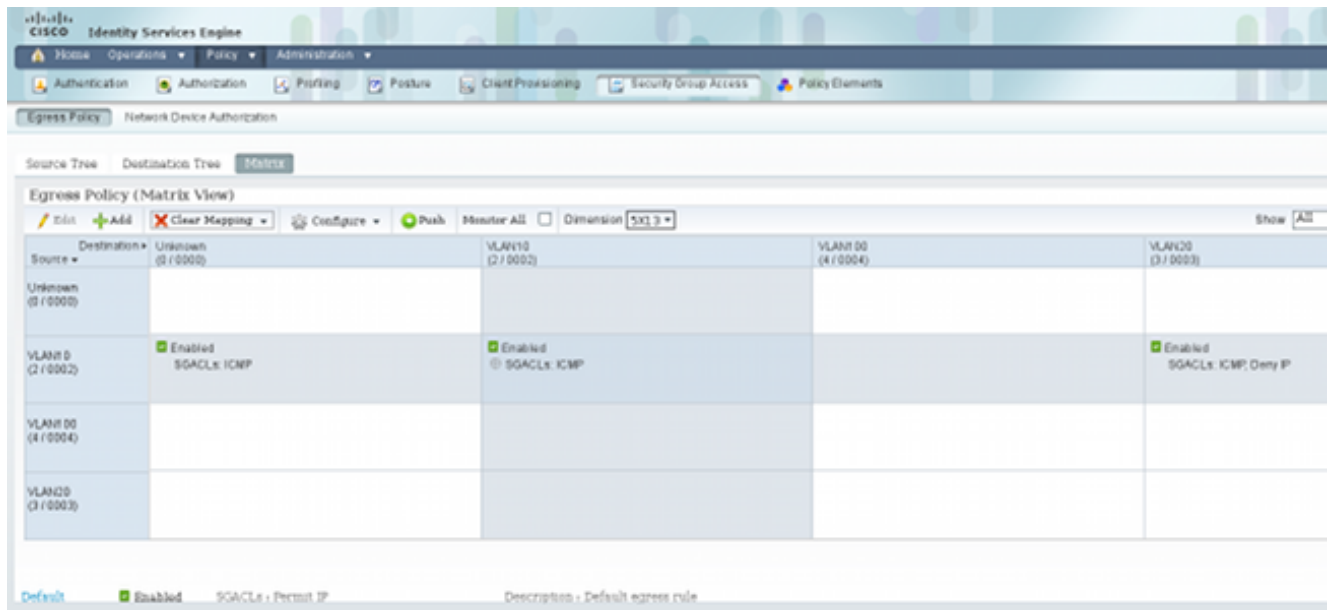 CISCO Identity Services Engine
Home Operations Policy Administration
Authentication Authorization Profiling Posture Client Provisioning Security Group Access Policy Elements
Egress Policy Network Device Authorization
Source Tree Destination Tree Matrix
Egress Policy (Matrix View)
Edit Add Clear Mapping Configure Push Monitor All Dimension 5X13 Show All
Destination Unknown VLAN10 VLAN100 VLAN20
Source (0 / 0000) (2 / 0002) (4 / 0004) (3 / 0003)
Unknown
(0 / 0000)
VLAN10
(2 / 0002)
Enabled
SGACLs: ICMP
Enabled
SGACLs: ICMP
Enabled
SGACLs: ICMP, Deny IP
VLAN100
(4 / 0004)
VLAN20
(3 / 0003)
Default Enabled SGACLs : Permit IP Description : Default egress rule